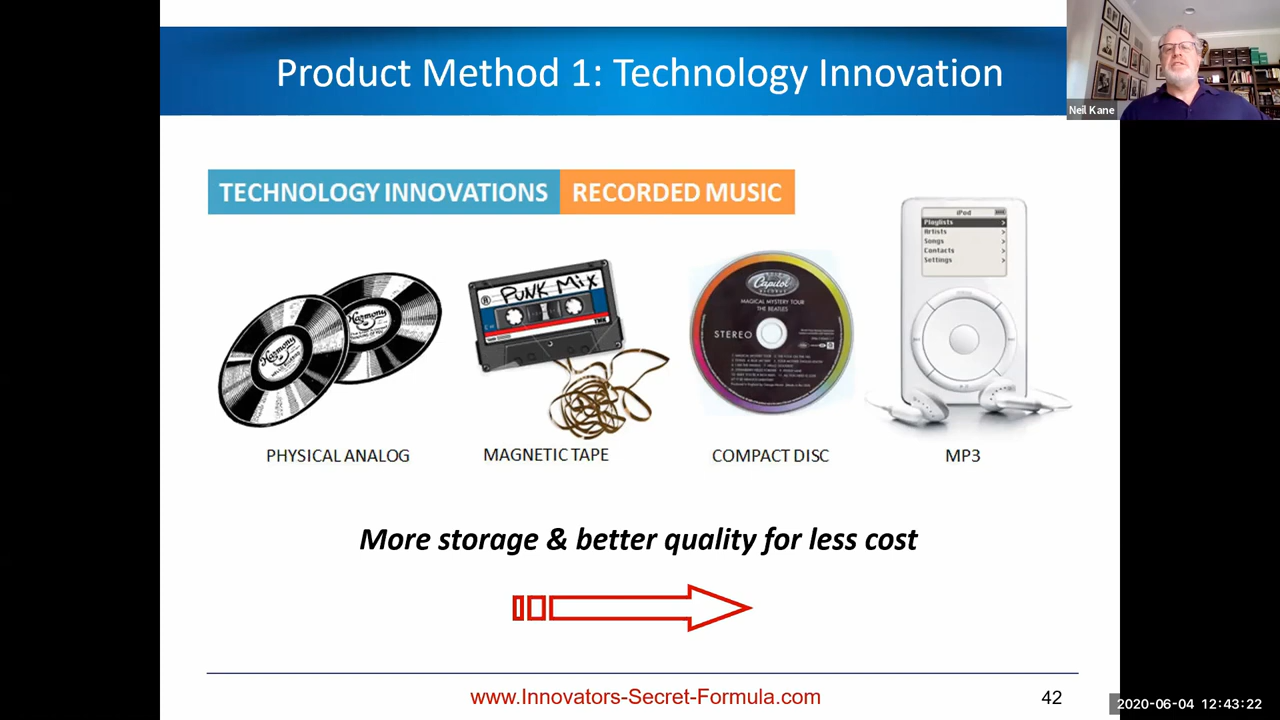 Product Method 1: Technology Innovation
Neil Kane
TECHNOLOGY INNOVATIONS RECORDED MUSIC
iPod
Playlists >
Artists >
Songs >
Contacts >
Settings >
Harmony
Harmony
PUNK MIX
Capitol
MAGICAL MYSTERY TOUR
THE BEATLES
STEREO
PHYSICAL ANALOG
MAGNETIC TAPE
COMPACT DISC
MP3
More storage & better quality for less cost
www.Innovators-Secret-Formula.com
42
2020-06-04 12:43:22